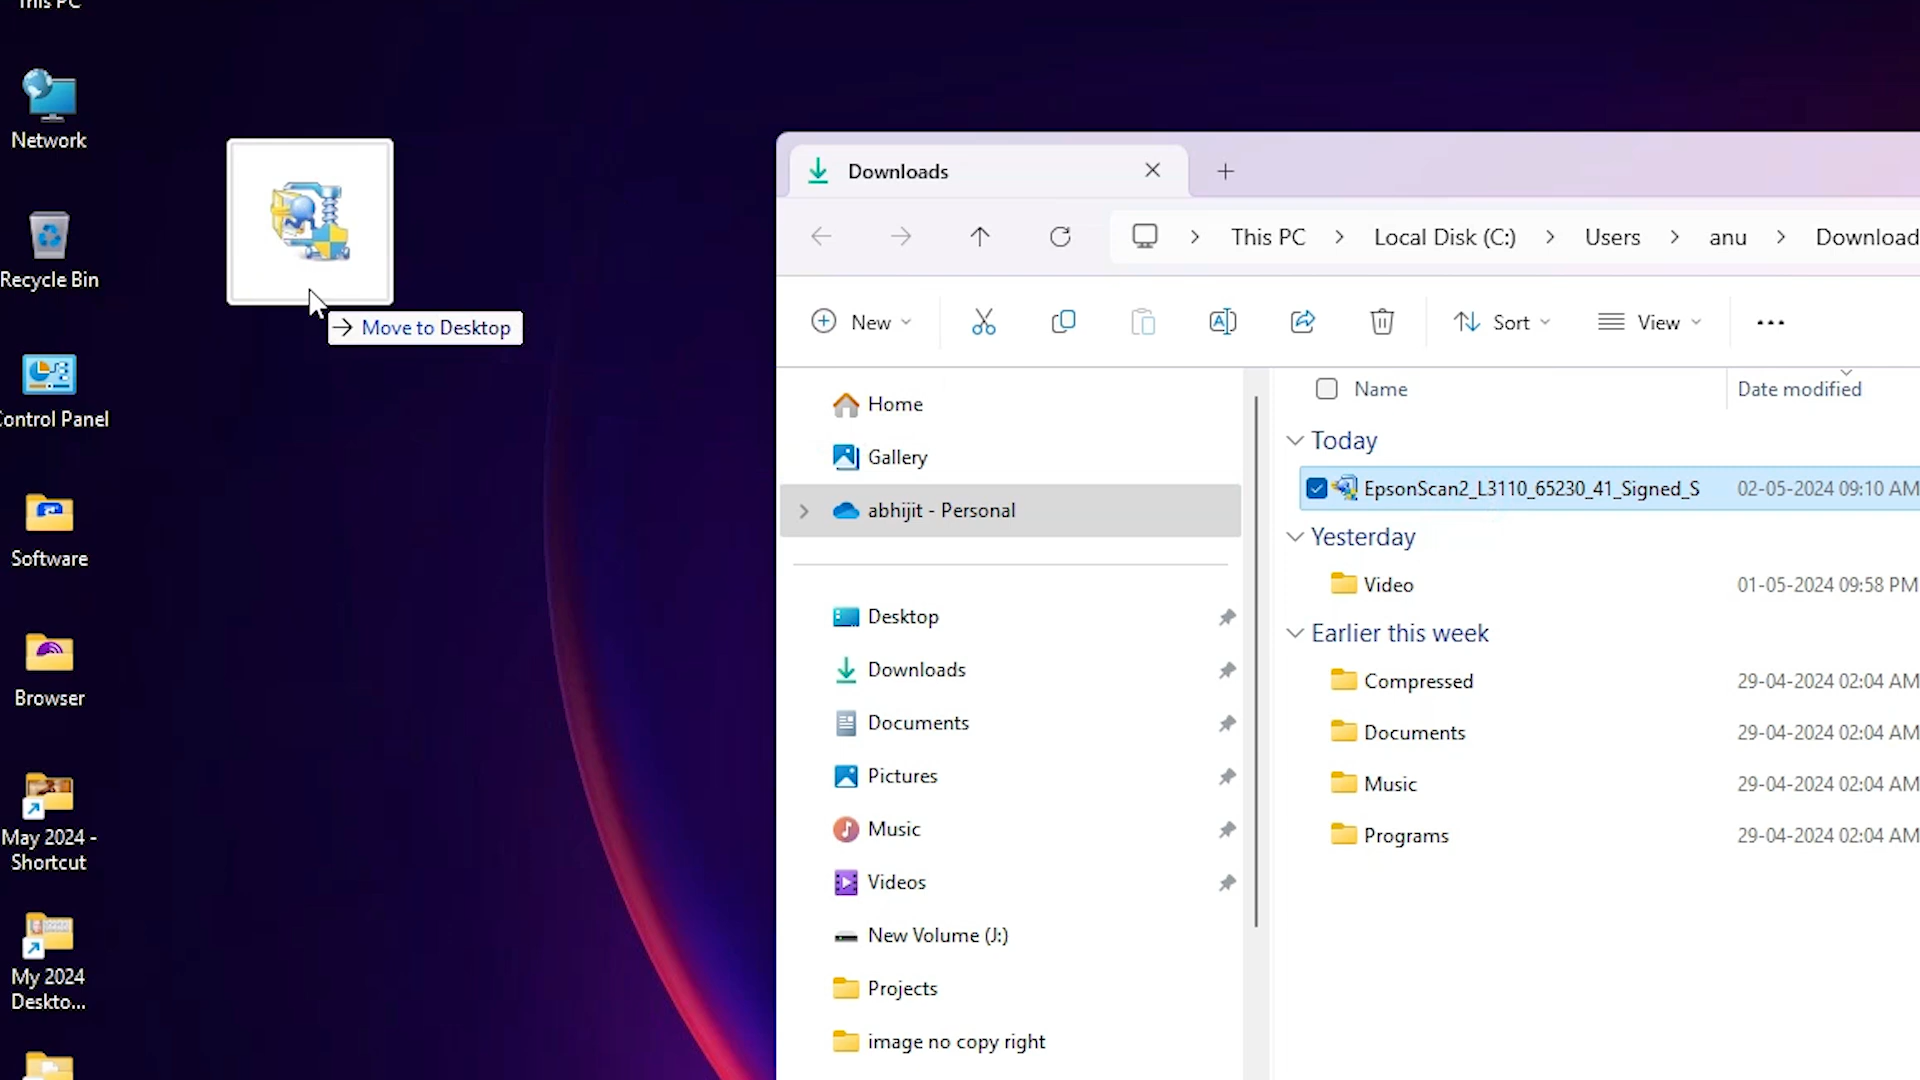 This PC
Network
Recycle Bin
Control Panel
Software
Browser
May 2024 -
Shortcut
My 2024
Deskto...
Move to Desktop
Downloads
This PC
Local Disk (C:)
Users
anu
Download
New
Sort
View
Home
Gallery
abhijit - Personal
Desktop
Downloads
Documents
Pictures
Music
Videos
New Volume (J:)
Projects
image no copy right
Name Date modified
Today
EpsonScan2_L3110_65230_41_Signed_S 02-05-2024 09:10 AM
Yesterday
Video 01-05-2024 09:58 PM
Earlier this week
Compressed 29-04-2024 02:04 AM
Documents 29-04-2024 02:04 AM
Music 29-04-2024 02:04 AM
Programs 29-04-2024 02:04 AM